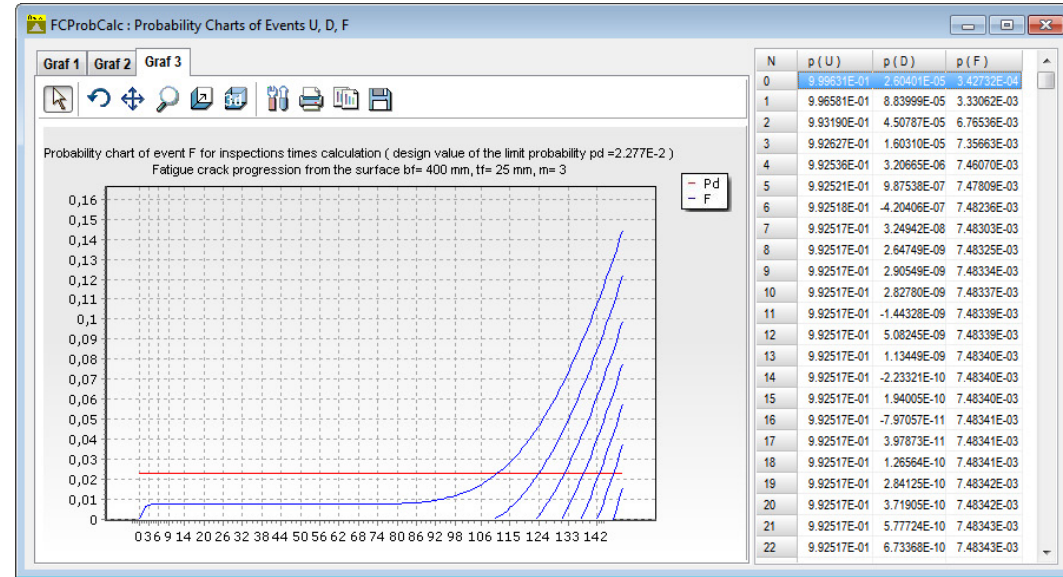 FCProbCalc : Probability Charts of Events U, D, F
Graf 1 Graf 2 Graf 3
Probability chart of event F for inspections times calculation ( design value of the limit probability pd =2.277E-2 )
Fatigue crack progression from the surface bf= 400 mm, tf= 25 mm, m= 3
Pd
F
0,16
0,15
0,14
0,13
0,12
0,11
0,1
0,09
0,08
0,07
0,06
0,05
0,04
0,03
0,02
0,01
0
0 3 6 9 14 20 26 32 38 44 50 56 62 68 74 80 86 92 98 106 115 124 133 142
N p ( U ) p ( D ) p ( F )
0 9.99631E-01 2.60401E-05 3.42732E-04
1 9.96581E-01 8.83999E-05 3.33062E-03
2 9.93190E-01 4.50787E-05 6.76536E-03
3 9.92627E-01 1.60310E-05 7.35663E-03
4 9.92536E-01 3.20665E-06 7.46070E-03
5 9.92521E-01 9.87538E-07 7.47809E-03
6 9.92518E-01 -4.20406E-07 7.48236E-03
7 9.92517E-01 3.24942E-08 7.48303E-03
8 9.92517E-01 2.64749E-09 7.48325E-03
9 9.92517E-01 2.90549E-09 7.48334E-03
10 9.92517E-01 2.82780E-09 7.48337E-03
11 9.92517E-01 -1.44328E-09 7.48339E-03
12 9.92517E-01 5.08245E-09 7.48339E-03
13 9.92517E-01 1.13449E-09 7.48340E-03
14 9.92517E-01 -2.23321E-10 7.48340E-03
15 9.92517E-01 1.94005E-10 7.48340E-03
16 9.92517E-01 -7.97057E-11 7.48341E-03
17 9.92517E-01 3.97873E-11 7.48341E-03
18 9.92517E-01 1.26564E-10 7.48341E-03
19 9.92517E-01 2.84125E-10 7.48342E-03
20 9.92517E-01 3.71905E-10 7.48342E-03
21 9.92517E-01 5.77724E-10 7.48343E-03
22 9.92517E-01 6.73368E-10 7.48343E-03